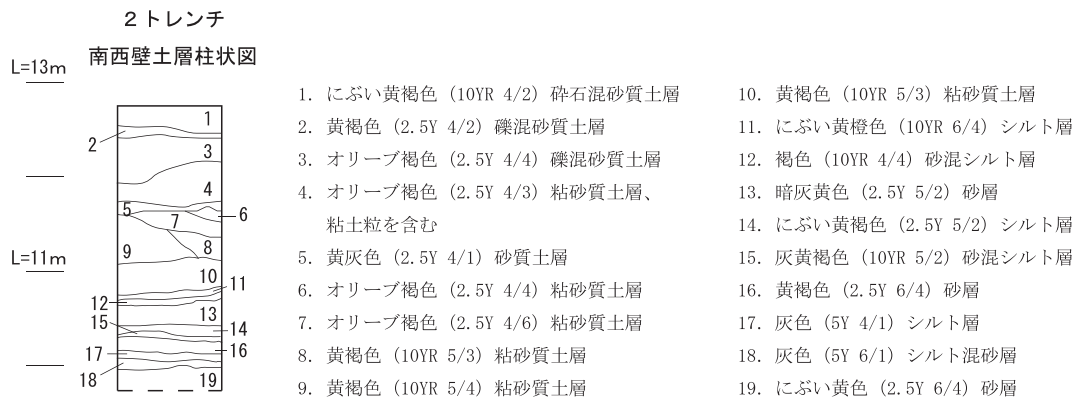 2トレンチ
南西壁土層柱状図
L=13m
L=11m
1
2
3
4
5
6
7
8
9
10
11
12
13
14
15
16
17
18
19
1. にぶい黄褐色（10YR 4/2）砕石混砂質土層
2. 黄褐色（2.5Y 4/2）礫混砂質土層
3. オリーブ褐色（2.5Y 4/4）礫混砂質土層
4. オリーブ褐色（2.5Y 4/3）粘砂質土層、
粘土粒を含む
5. 黄灰色（2.5Y 4/1）砂質土層
6. オリーブ褐色（2.5Y 4/4）粘砂質土層
7. オリーブ褐色（2.5Y 4/6）粘砂質土層
8. 黄褐色（10YR 5/3）粘砂質土層
9. 黄褐色（10YR 5/4）粘砂質土層
10. 黄褐色（10YR 5/3）粘砂質土層
11. にぶい黄橙色（10YR 6/4）シルト層
12. 褐色（10YR 4/4）砂混シルト層
13. 暗灰黄色（2.5Y 5/2）砂層
14. にぶい黄褐色（2.5Y 5/2）シルト層
15. 灰黄褐色（10YR 5/2）砂混シルト層
16. 黄褐色（2.5Y 6/4）砂層
17. 灰色（5Y 4/1）シルト層
18. 灰色（5Y 6/1）シルト混砂層
19. にぶい黄色（2.5Y 6/4）砂層